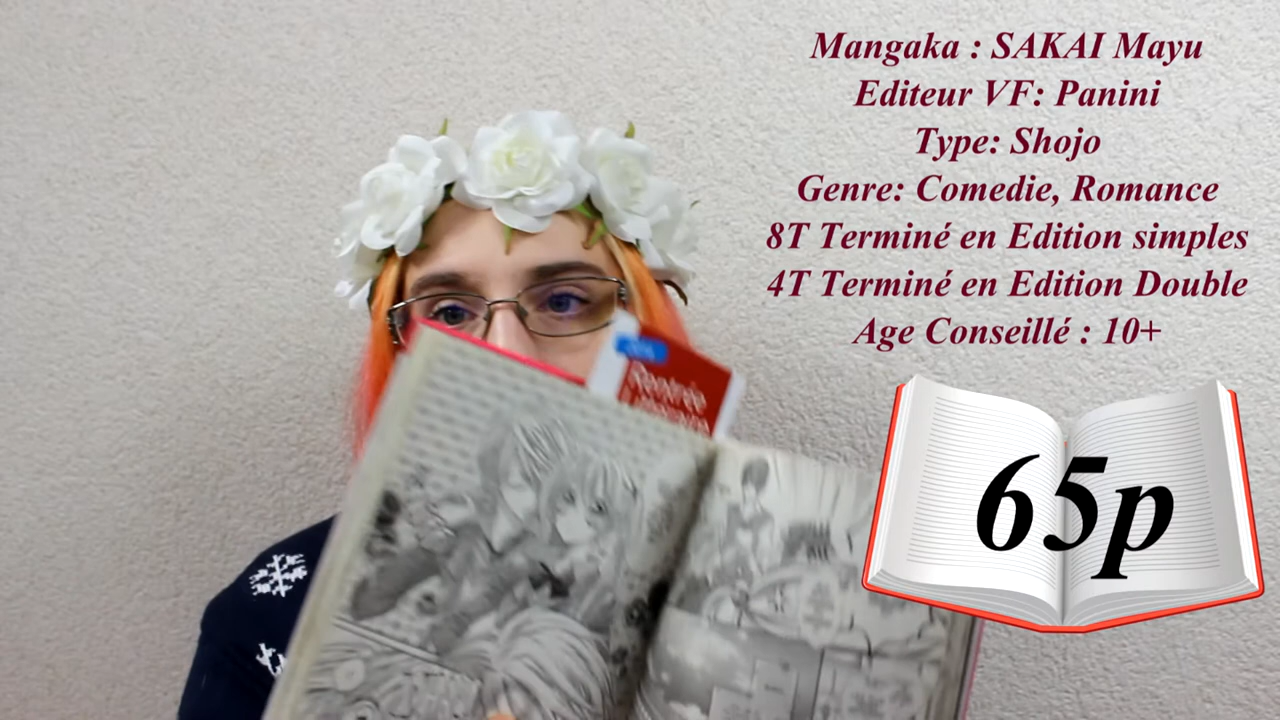 Mangaka : SAKAI Mayu
Editeur VF: Panini
Type: Shojo
Genre: Comedie, Romance
8T Terminé en Edition simples
4T Terminé en Edition Double
Age Conseillé : 10+
Rentrée
65p